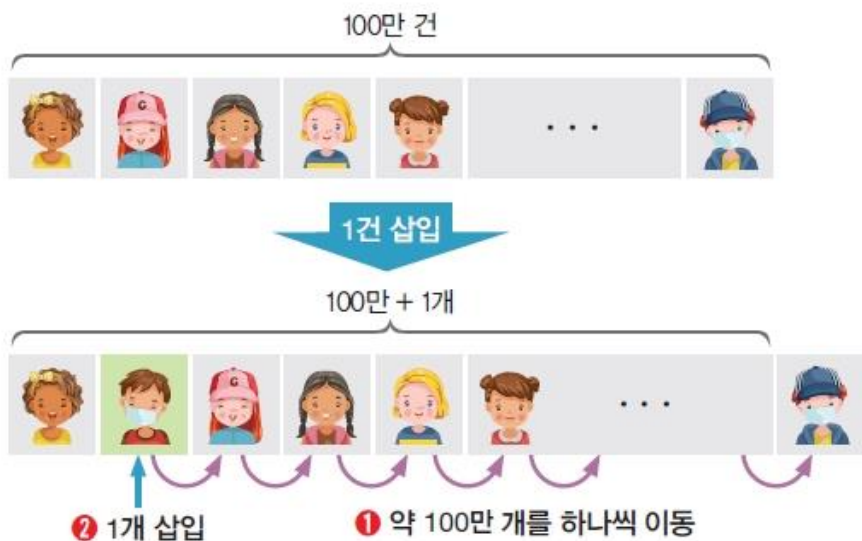 100만 건
G
• • •
1건 삽입
100만 + 1개
G
• • •
❷ 1개 삽입
❶ 약 100만 개를 하나씩 이동